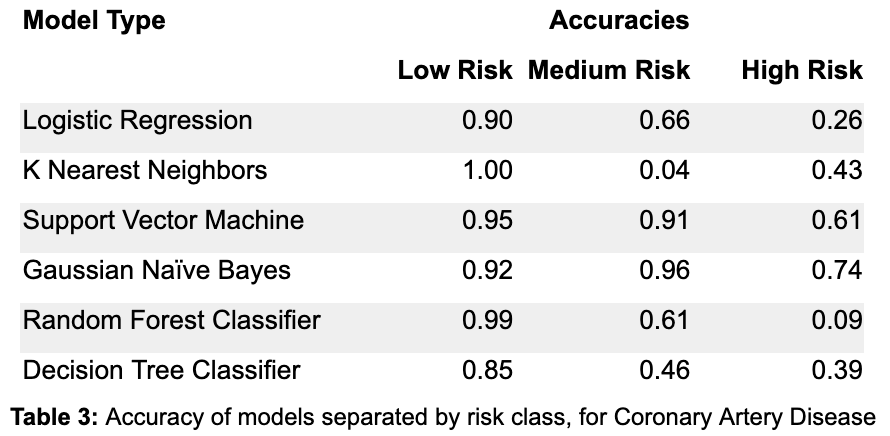 Model Type Accuracies
Low Risk Medium Risk High Risk
Logistic Regression 0.90 0.66 0.26
K Nearest Neighbors 1.00 0.04 0.43
Support Vector Machine 0.95 0.91 0.61
Gaussian Naïve Bayes 0.92 0.96 0.74
Random Forest Classifier 0.99 0.61 0.09
Decision Tree Classifier 0.85 0.46 0.39
Table 3: Accuracy of models separated by risk class, for Coronary Artery Disease